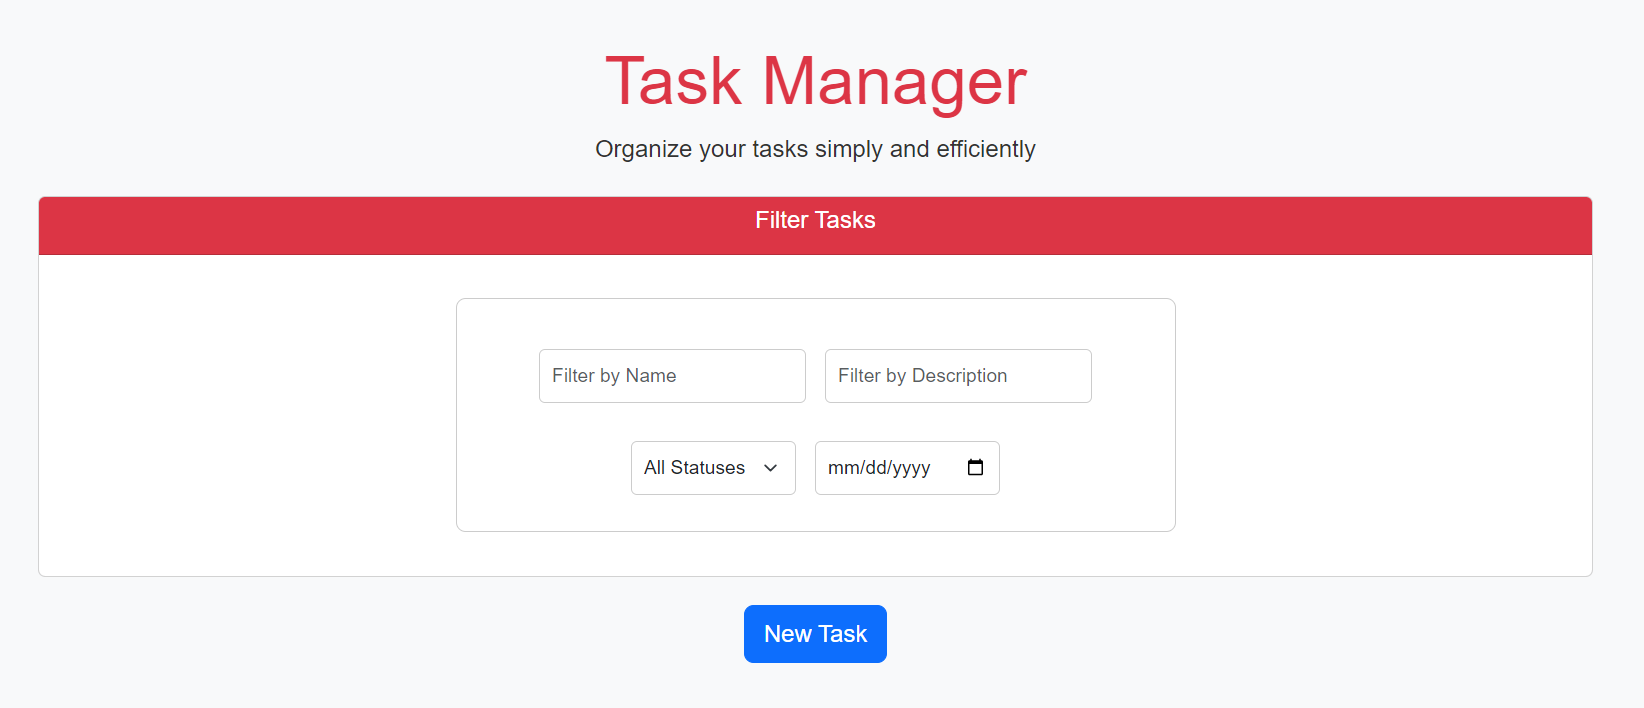 Task Manager
Organize your tasks simply and efficiently
Filter Tasks
Filter by Name
Filter by Description
All Statuses
mm/dd/yyyy
New Task